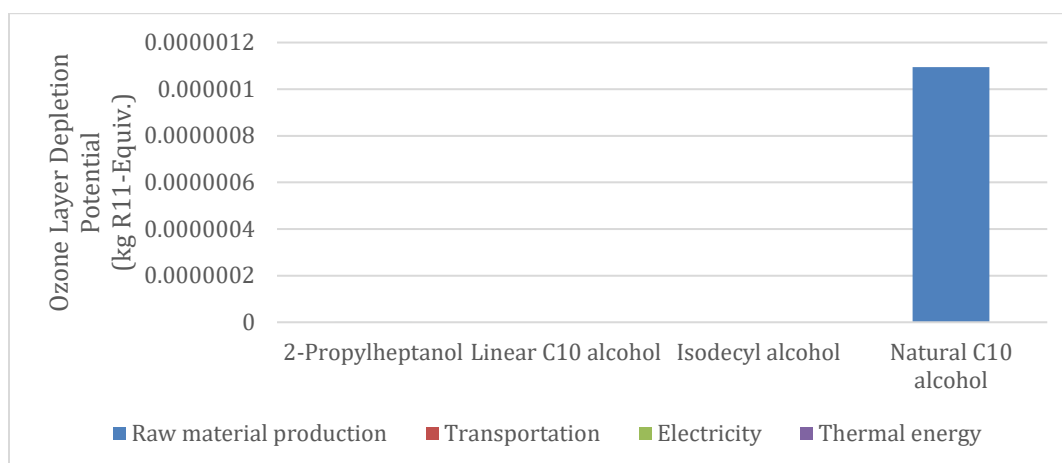 Ozone Layer Depletion
Potential
(kg R11-Equiv.)
0.0000012
0.000001
0.0000008
0.0000006
0.0000004
0.0000002
0
2-Propylheptanol Linear C10 alcohol Isodecyl alcohol Natural C10
alcohol
Raw material production Transportation Electricity Thermal energy